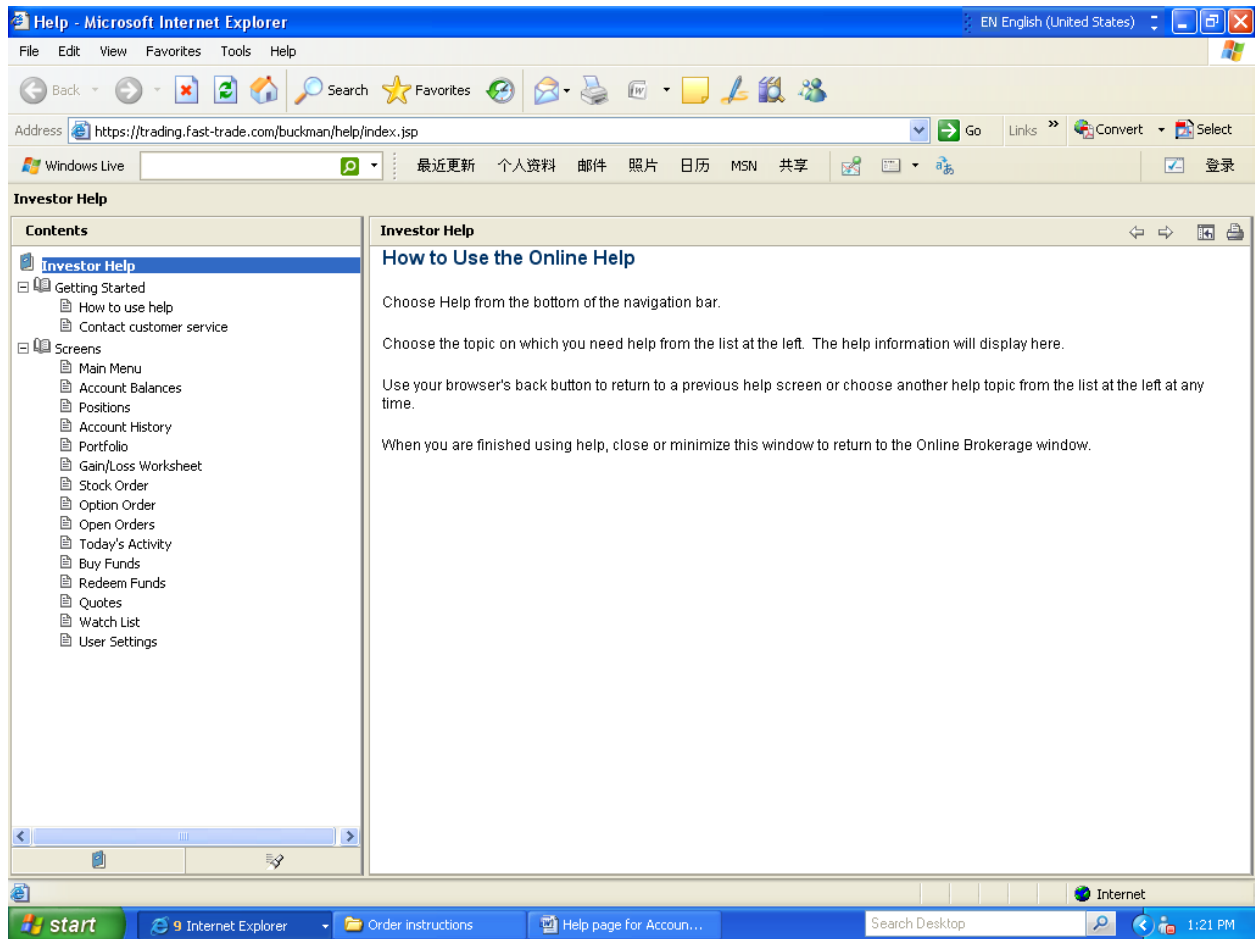 Help - Microsoft Internet Explorer
EN English (United States)
File Edit View Favorites Tools Help
Back Search Favorites
Address https://trading.fast-trade.com/buckman/help/index.jsp Go Links » Convert Select
Windows Live 最近更新 个人资料 邮件 照片 日历 MSN 共享 登录
Investor Help
Contents
Investor Help
Getting Started
How to use help
Contact customer service
Screens
Main Menu
Account Balances
Positions
Account History
Portfolio
Gain/Loss Worksheet
Stock Order
Option Order
Open Orders
Today's Activity
Buy Funds
Redeem Funds
Quotes
Watch List
User Settings
Investor Help
How to Use the Online Help
Choose Help from the bottom of the navigation bar.
Choose the topic on which you need help from the list at the left. The help information will display here.
Use your browser's back button to return to a previous help screen or choose another help topic from the list at the left at any
time.
When you are finished using help, close or minimize this window to return to the Online Brokerage window.
Internet
start 9 Internet Explorer Order instructions Help page for Accoun... Search Desktop 1:21 PM